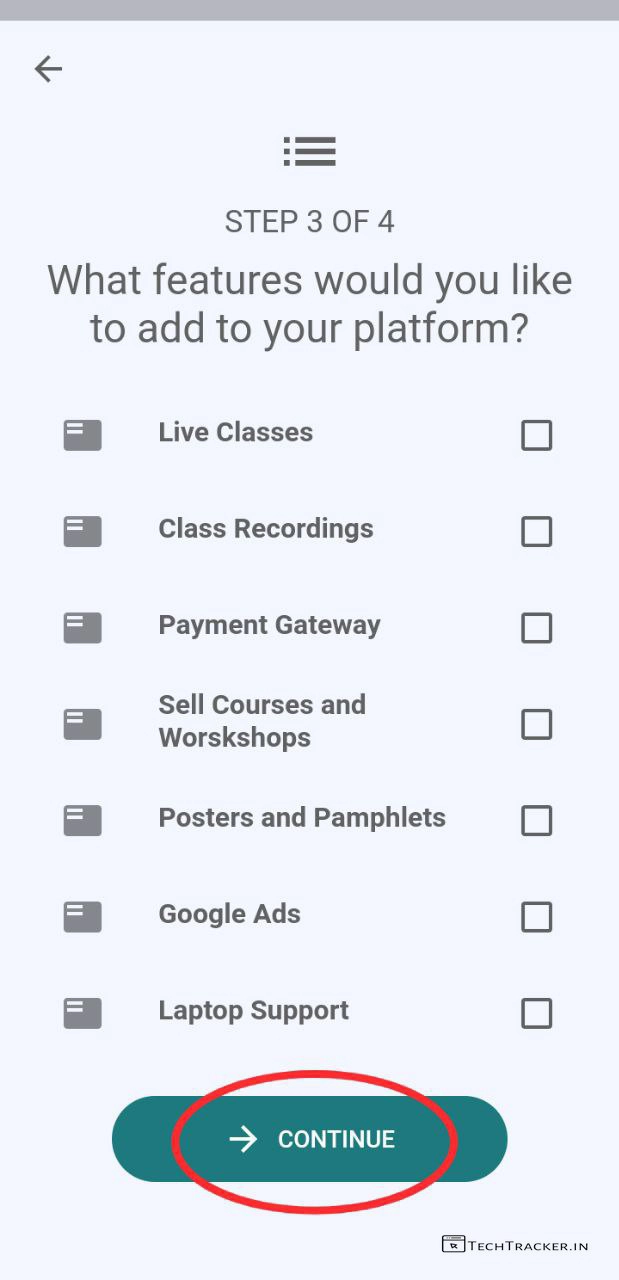 STEP 3 OF 4
What features would you like
to add to your platform?
Live Classes
Class Recordings
Payment Gateway
Sell Courses and
Worskshops
Posters and Pamphlets
Google Ads
Laptop Support
CONTINUE
TECHTRACKER.IN